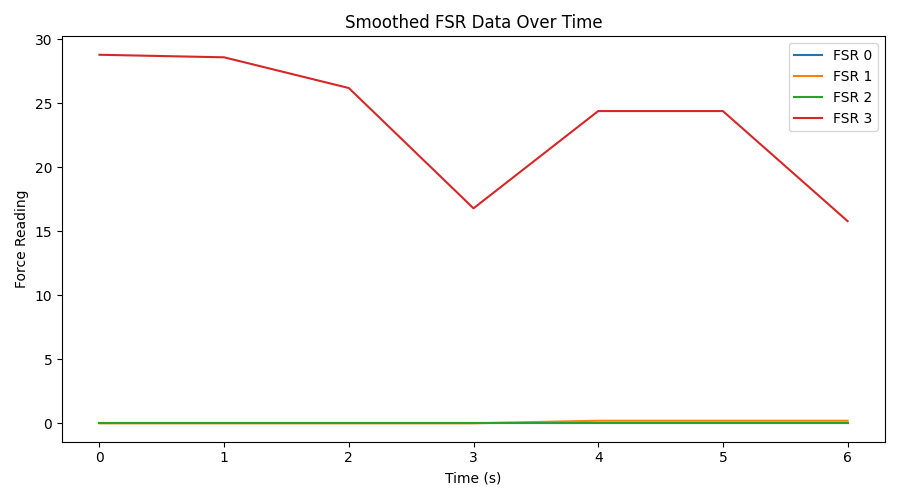 Smoothed FSR Data Over Time
FSR 0
FSR 1
FSR 2
FSR 3
Force Reading
30
25
20
15
10
5
0
0 1 2 3 4 5 6
Time (s)